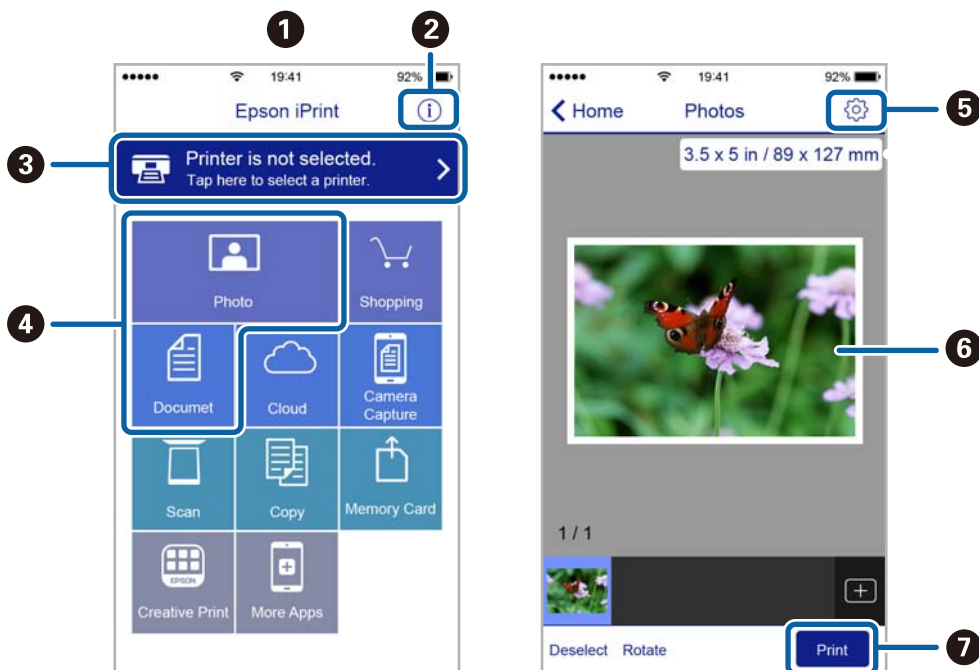 1
2
19:41
92%
Epson iPrint
3
Printer is not selected.
Tap here to select a printer.
4
Photo
Shopping
Documet
Cloud
Camera
Capture
Scan
Copy
Memory Card
EPSON
Creative Print
More Apps
19:41
92%
Home
Photos
5
3.5 x 5 in / 89 x 127 mm
6
1 / 1
Deselect
Rotate
Print
7